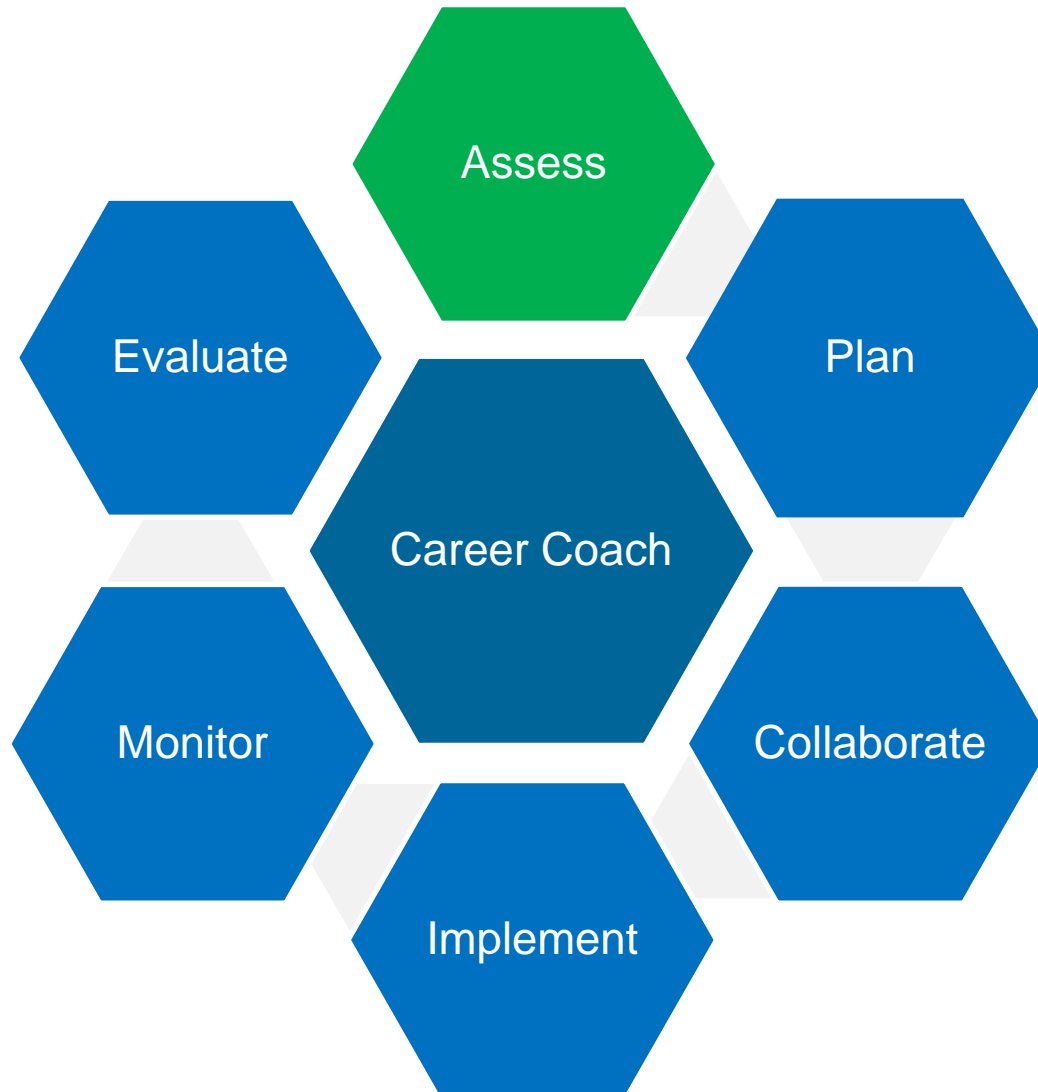 Assess
Plan
Collaborate
Implement
Monitor
Evaluate
Career Coach